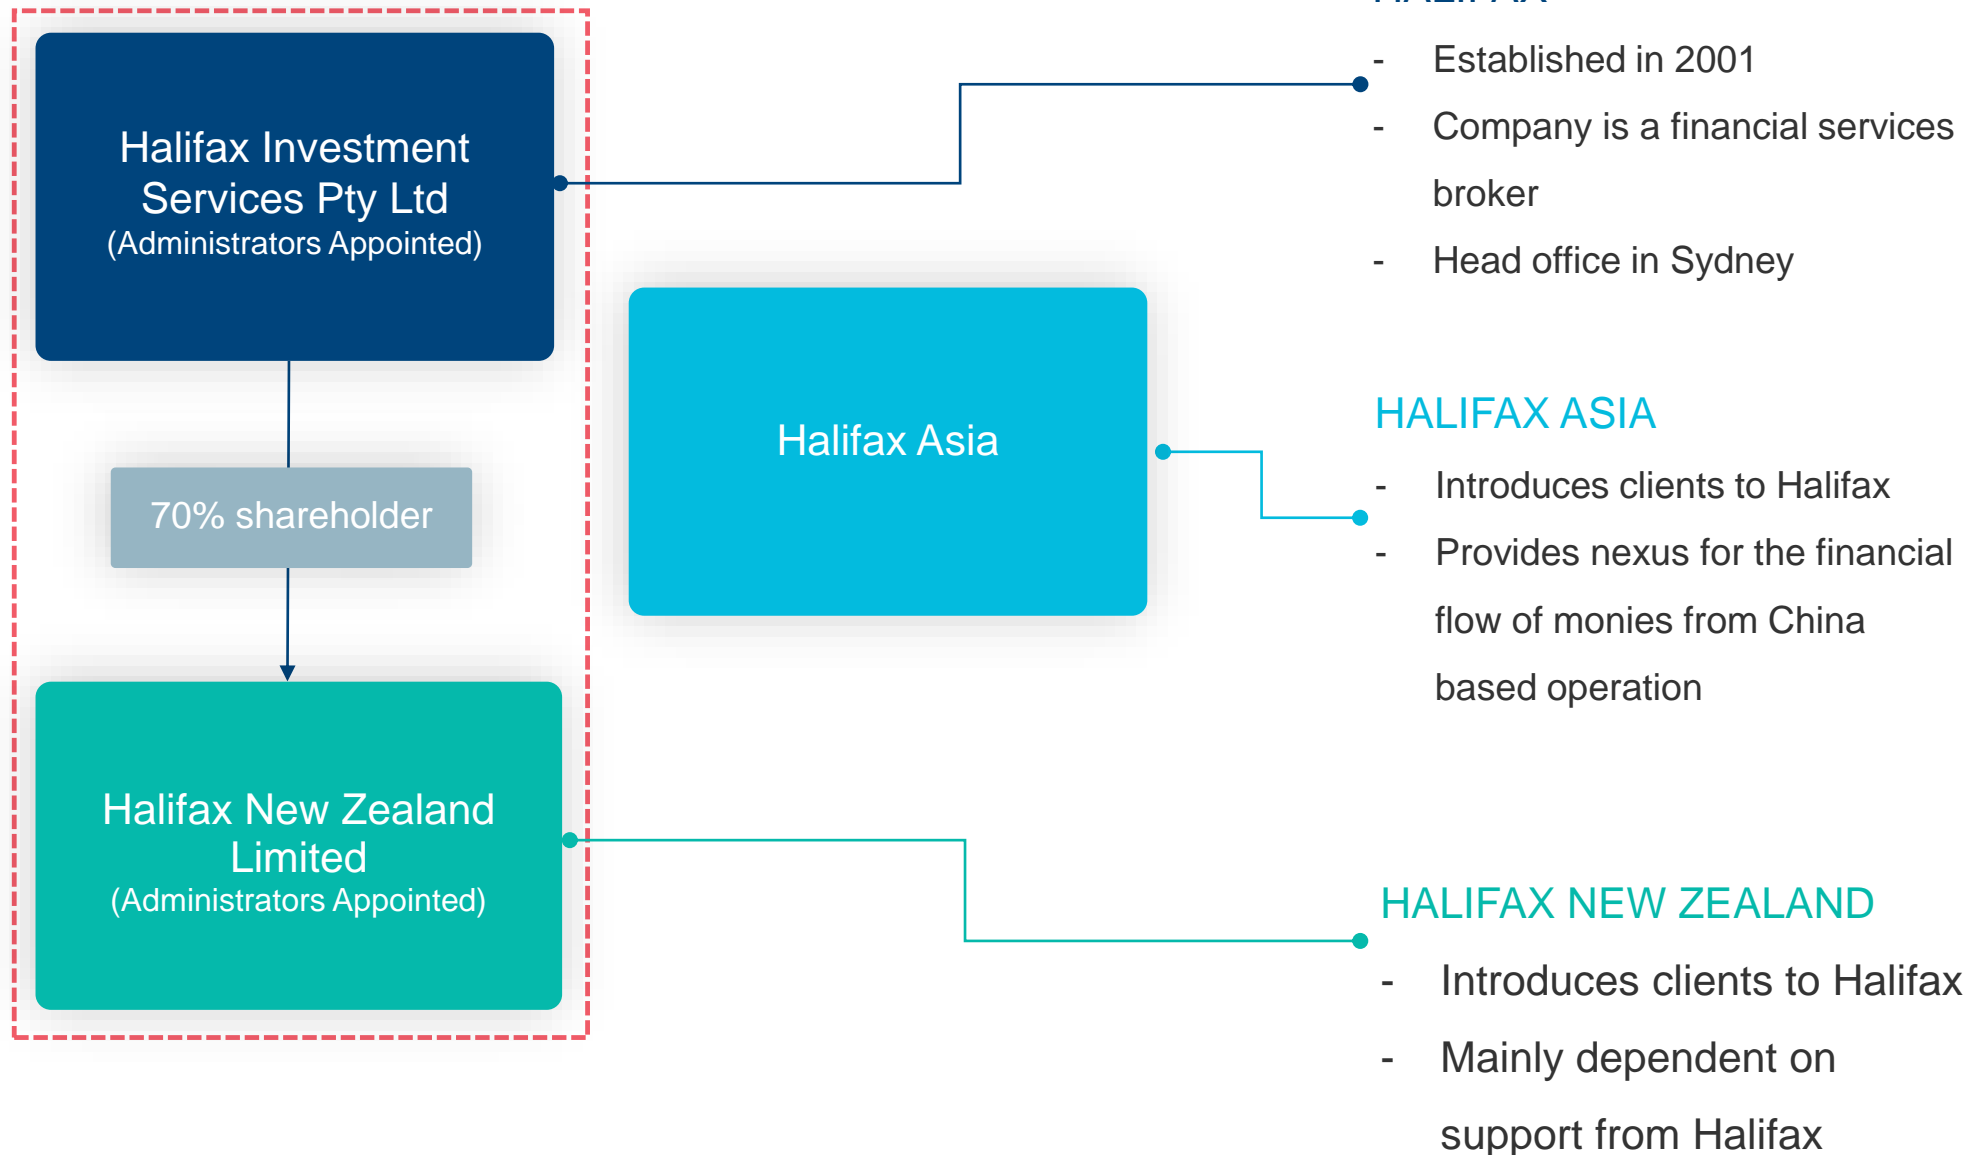 Halifax Investment
Services Pty Ltd
(Administrators Appointed)
70% shareholder
Halifax New Zealand
Limited
(Administrators Appointed)
Halifax Asia
- Established in 2001
- Company is a financial services
broker
- Head office in Sydney
HALIFAX ASIA
- Introduces clients to Halifax
- Provides nexus for the financial
flow of monies from China
based operation
HALIFAX NEW ZEALAND
- Introduces clients to Halifax
- Mainly dependent on
support from Halifax